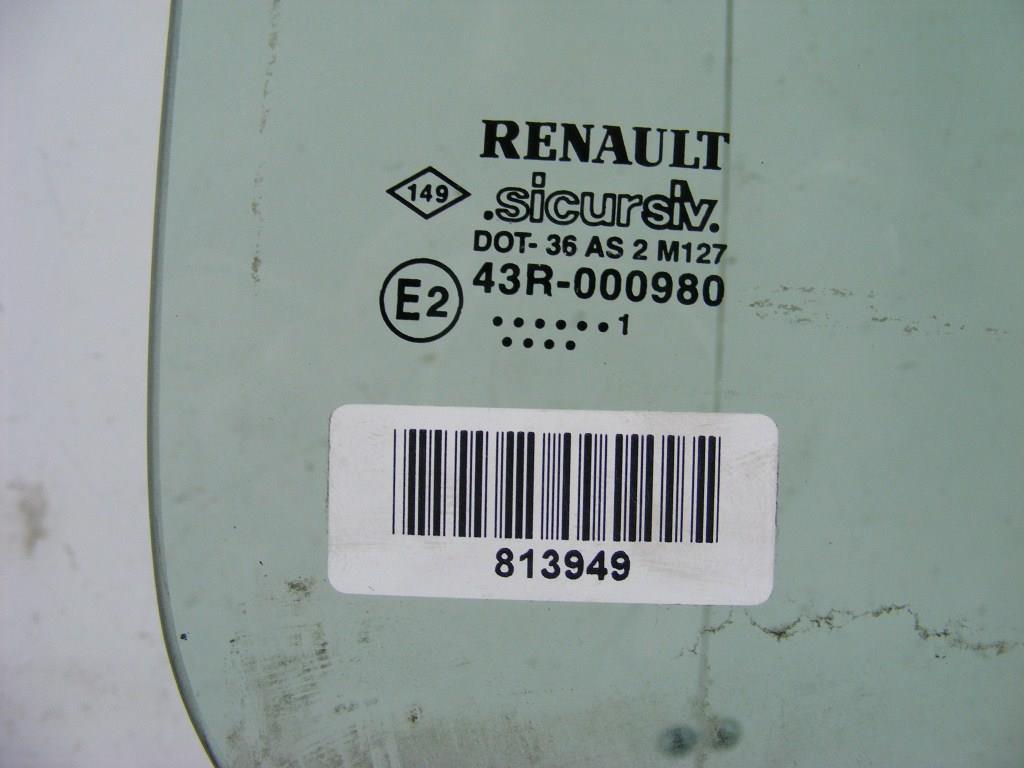 RENAULT
149
.sicursiv.
DOT- 36 AS 2 M127
E2
43R-000980
......1
....
813949